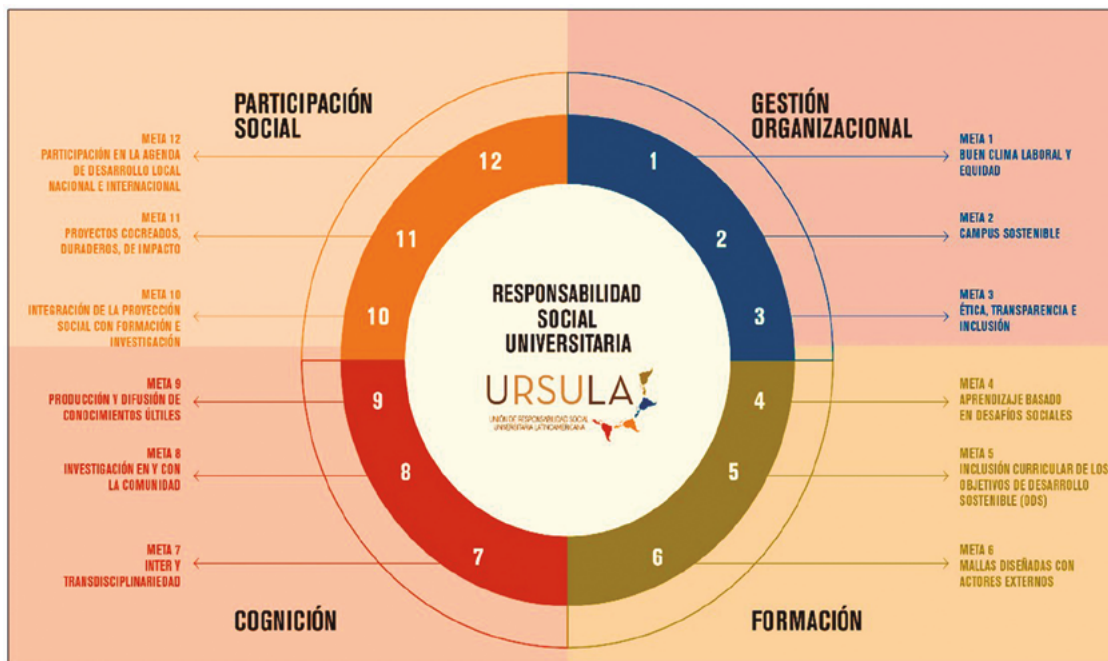 PARTICIPACIÓN
SOCIAL
META 12
PARTICIPACIÓN EN LA AGENDA
DE DESARROLLO LOCAL
NACIONAL E INTERNACIONAL
META 11
PROYECTOS COCREADOS,
DURADEROS, DE IMPACTO
META 10
INTEGRACIÓN DE LA PROYECCIÓN
SOCIAL CON FORMACIÓN E
INVESTIGACIÓN
12
11
10
GESTIÓN
ORGANIZACIONAL
1
2
3
META 1
BUEN CLIMA LABORAL Y
EQUIDAD
META 2
CAMPUS SOSTENIBLE
META 3
ÉTICA, TRANSPARENCIA E
INCLUSIÓN
RESPONSABILIDAD
SOCIAL
UNIVERSITARIA
URSULA
UNIÓN DE RESPONSABILIDAD SOCIAL
UNIVERSITARIA LATINOAMERICANA
META 9
PRODUCCIÓN Y DIFUSIÓN DE
CONOCIMIENTOS ÚLTILES
META 8
INVESTIGACIÓN EN Y CON
LA COMUNIDAD
META 7
INTER Y
TRANSDISCIPLINARIEDAD
9
8
7
COGNICIÓN
4
5
6
META 4
APRENDIZAJE BASADO
EN DESAFÍOS SOCIALES
META 5
INCLUSIÓN CURRICULAR DE LOS
OBJETIVOS DE DESARROLLO
SOSTENIBLE (ODS)
META 6
MALLAS DISEÑADAS CON
ACTORES EXTERNOS
FORMACIÓN